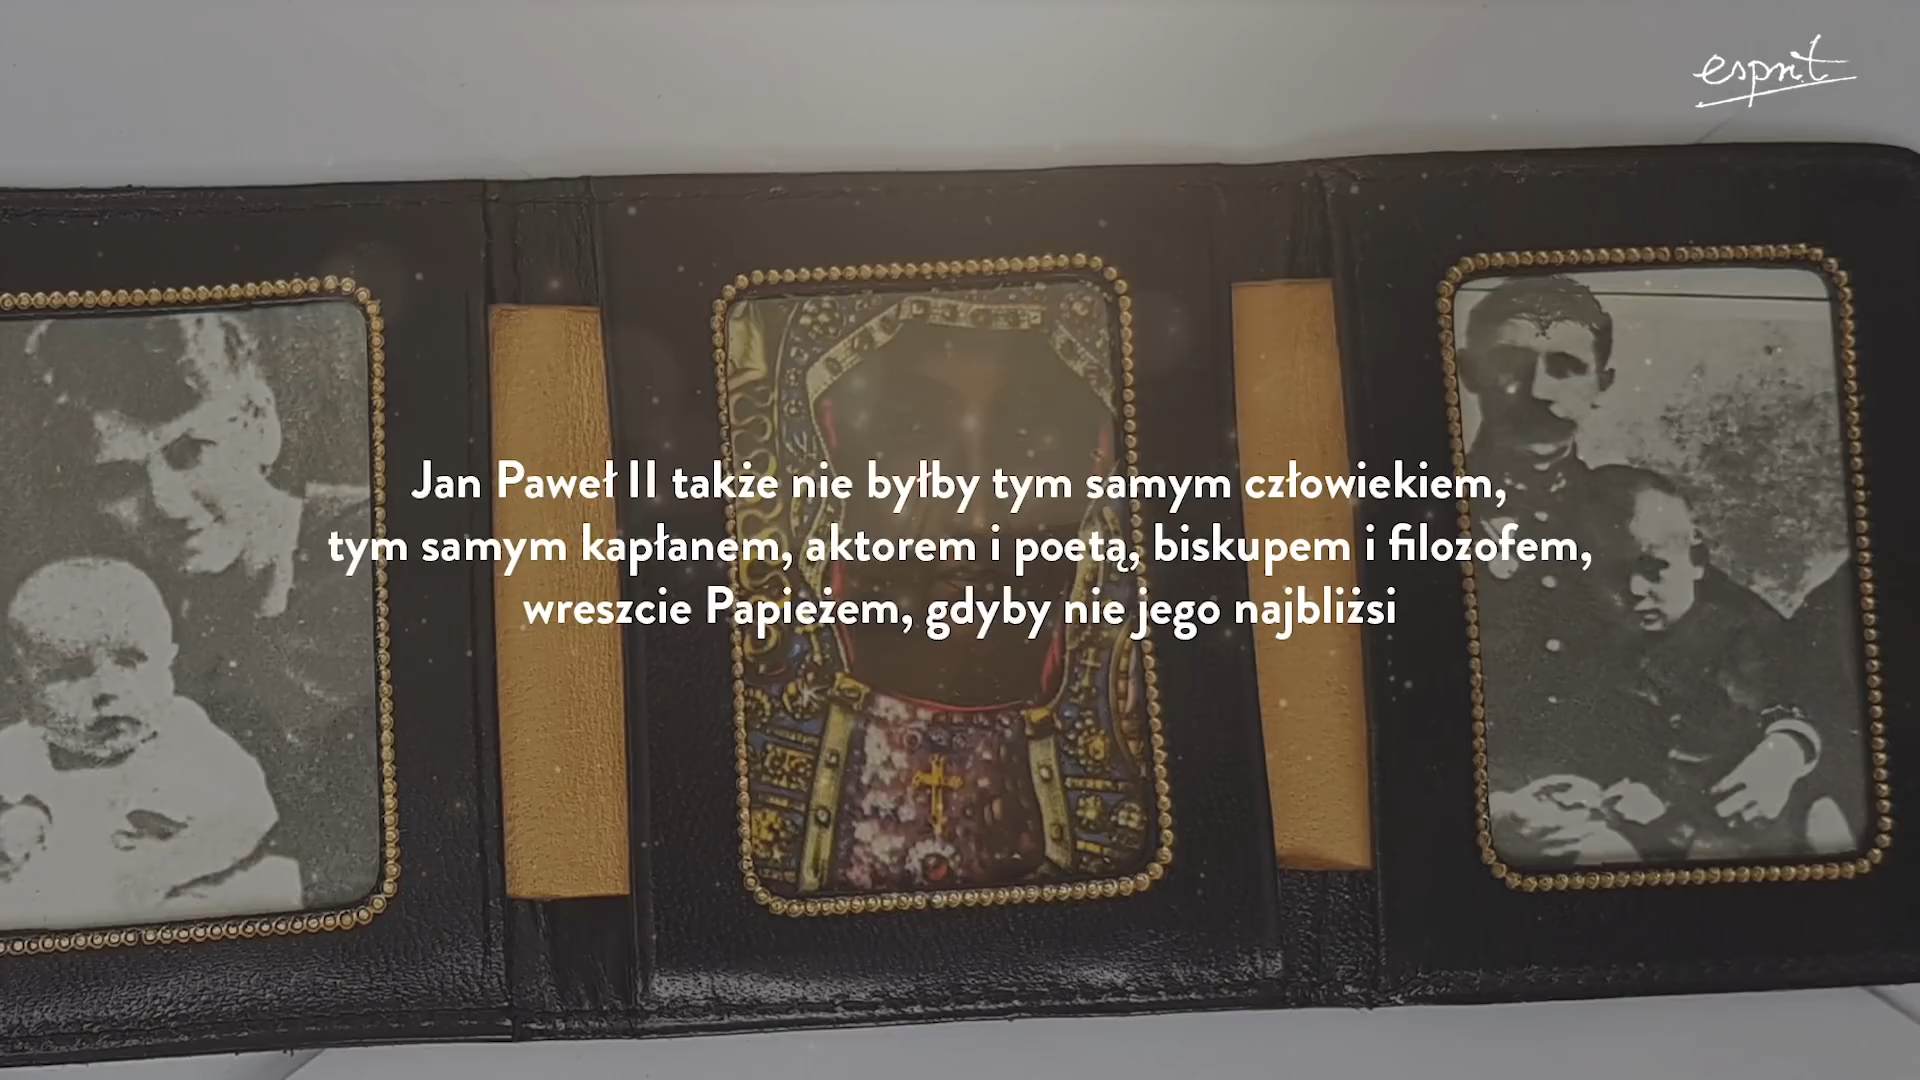 esprit
Jan Paweł II także nie byłby tym samym człowiekiem,
tym samym kapłanem, aktorem i poetą, biskupem i filozofem,
wreszcie Papieżem, gdyby nie jego najbliżsi